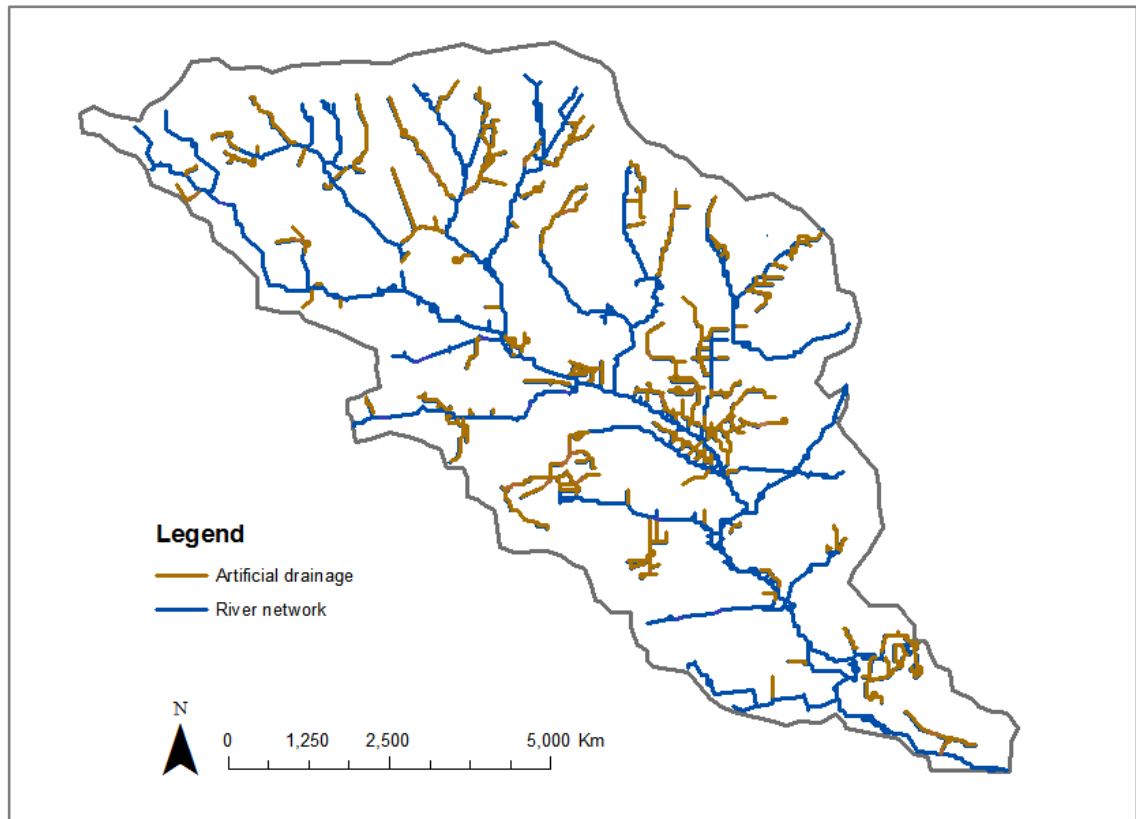 Legend
Artificial drainage
River network
N
0 1,250 2,500 5,000 Km